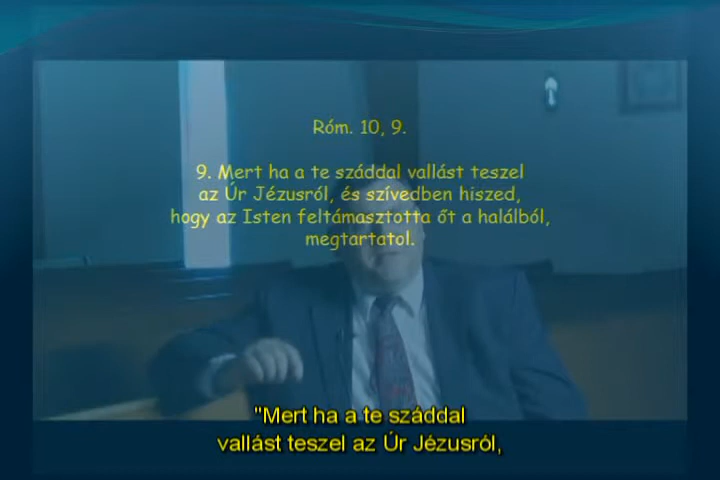 Róm. 10, 9.
9. Mert ha a te száddal vallást teszel
az Úr Jézusról, és szívedben hiszed,
hogy az Isten feltámasztotta őt a halálból,
megtartatol.
"Mert ha a te száddal
vallást teszel az Úr Jézusról,